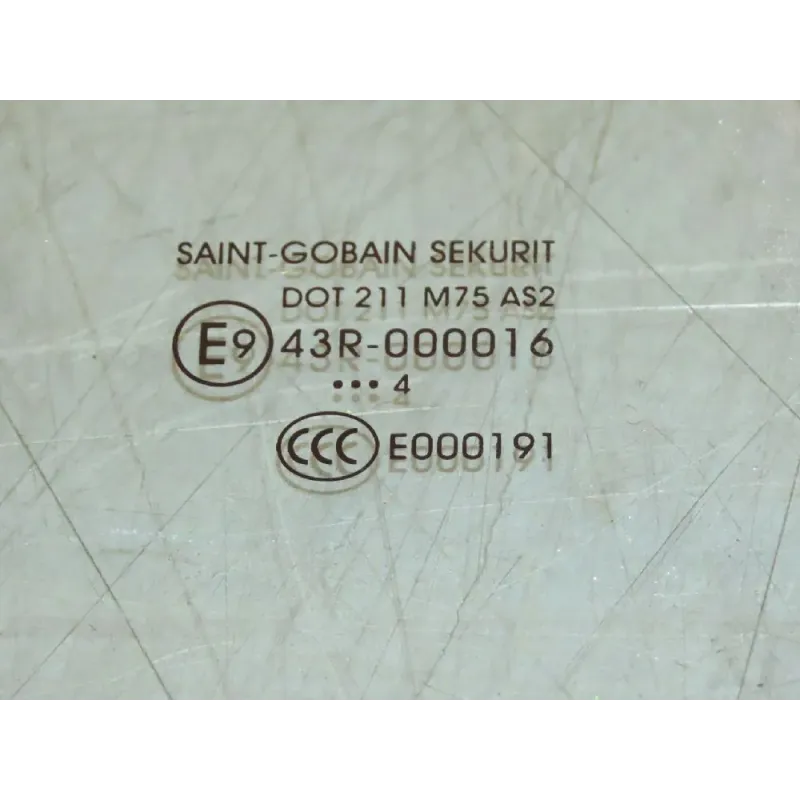 SAINT-GOBAIN SEKURIT
DOT 211 M75 AS2
E9 43R-000016
••• 4
CCC E000191